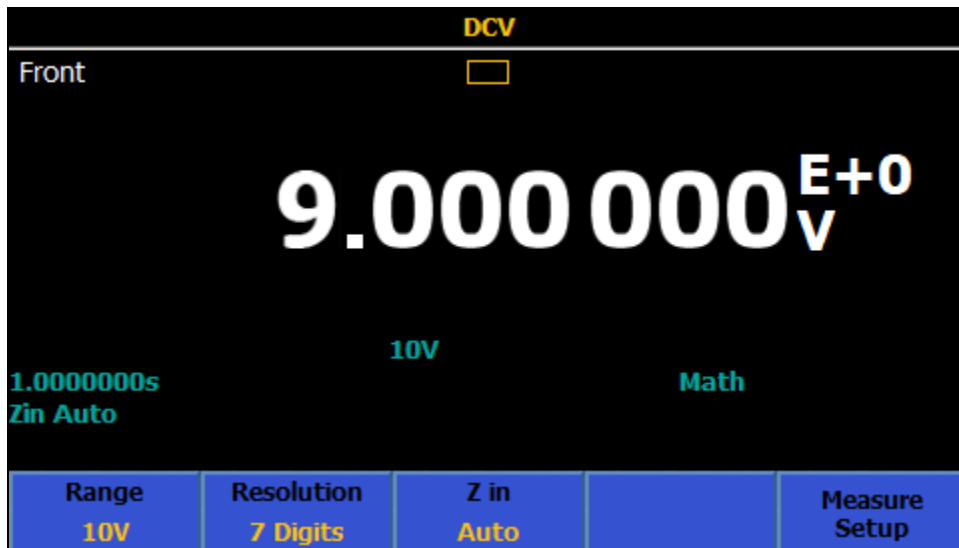 DCV
Front
9.000 000 E+0
V
10V
1.0000000s
Math
Zin Auto
Range
Resolution
Z in
Measure
Setup
10V
7 Digits
Auto